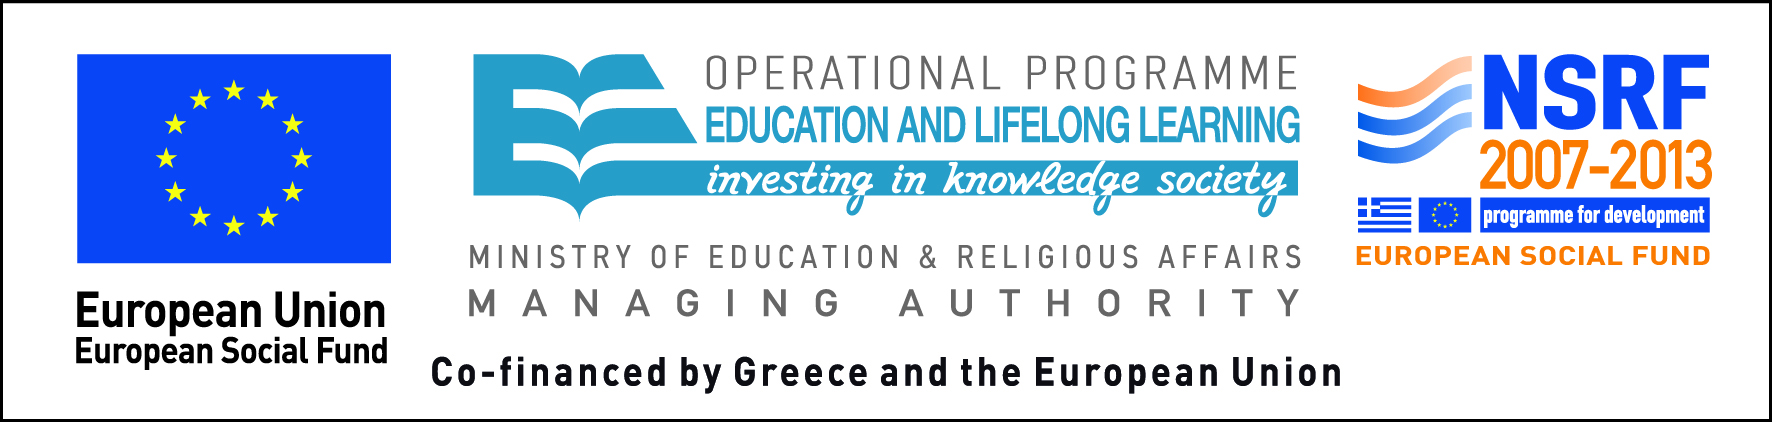 European Union
European Social Fund
OPERATIONAL PROGRAMME
EDUCATION AND LIFELONG LEARNING
investing in knowledge society
MINISTRY OF EDUCATION & RELIGIOUS AFFAIRS
MANAGING AUTHORITY
Co-financed by Greece and the European Union
NSRF
2007-2013
programme for development
EUROPEAN SOCIAL FUND